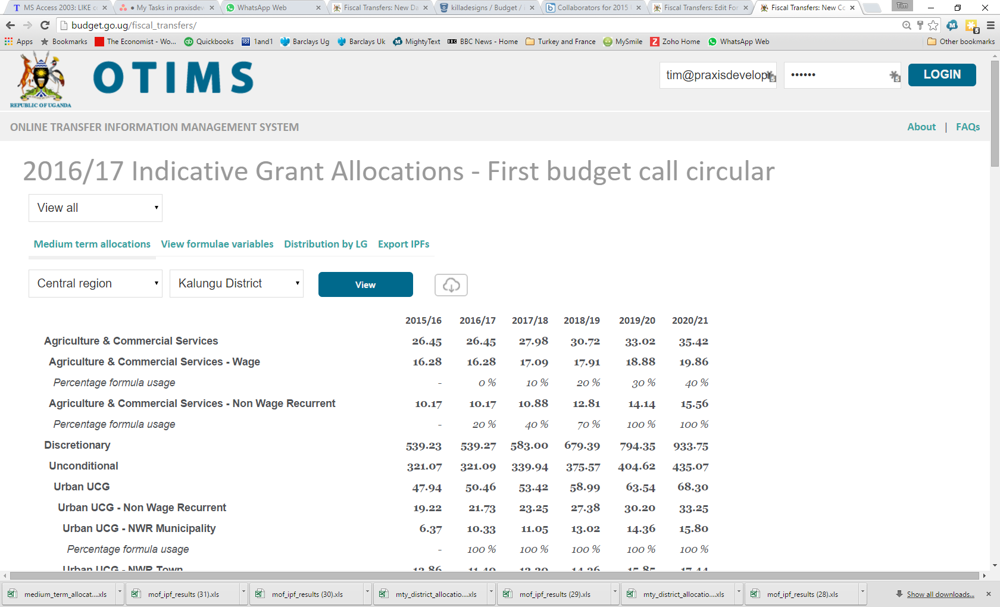 MS Access 2003: LIKE c
● My Tasks in praxisdev
WhatsApp Web
Fiscal Transfers: New Da
killadesigns / Budget /
Collaborators for 2015
Fiscal Transfers: Edit For
Fiscal Transfers: New Cc
Tim
budget.go.ug/fiscal_transfers/
Apps Bookmarks The Economist - Wo... Quickbooks 1and1 Barclays Ug Barclays Uk MightyText BBC News - Home Turkey and France MySmile Zoho Home WhatsApp Web Other bookmarks
REPUBLIC OF UGANDA
OTIMS
tim@praxisdevelop
••••••
LOGIN
ONLINE TRANSFER INFORMATION MANAGEMENT SYSTEM
About | FAQs
2016/17 Indicative Grant Allocations - First budget call circular
View all
Medium term allocations View formulae variables Distribution by LG Export IPFs
Central region Kalungu District View
2015/16 2016/17 2017/18 2018/19 2019/20 2020/21
Agriculture & Commercial Services 26.45 26.45 27.98 30.72 33.02 35.42
Agriculture & Commercial Services - Wage 16.28 16.28 17.09 17.91 18.88 19.86
Percentage formula usage - 0 % 10 % 20 % 30 % 40 %
Agriculture & Commercial Services - Non Wage Recurrent 10.17 10.17 10.88 12.81 14.14 15.56
Percentage formula usage - 20 % 40 % 70 % 100 % 100 %
Discretionary 539.23 539.27 583.00 679.39 794.35 933.75
Unconditional 321.07 321.09 339.94 375.57 404.62 435.07
Urban UCG 47.94 50.46 53.42 58.99 63.54 68.30
Urban UCG - Non Wage Recurrent 19.22 21.73 23.25 27.38 30.20 33.25
Urban UCG - NWR Municipality 6.37 10.33 11.05 13.02 14.36 15.80
Percentage formula usage - 100 % 100 % 100 % 100 % 100 %
Urban UCG - NWR Town 12.86 11.40 12.20 14.36 15.85 17.44
medium_term_allocat....xls mof_ipf_results (31).xls mof_ipf_results (30).xls mty_district_allocatio....xls mof_ipf_results (29).xls mty_district_allocatio....xls mof_ipf_results (28).xls Show all downloads...